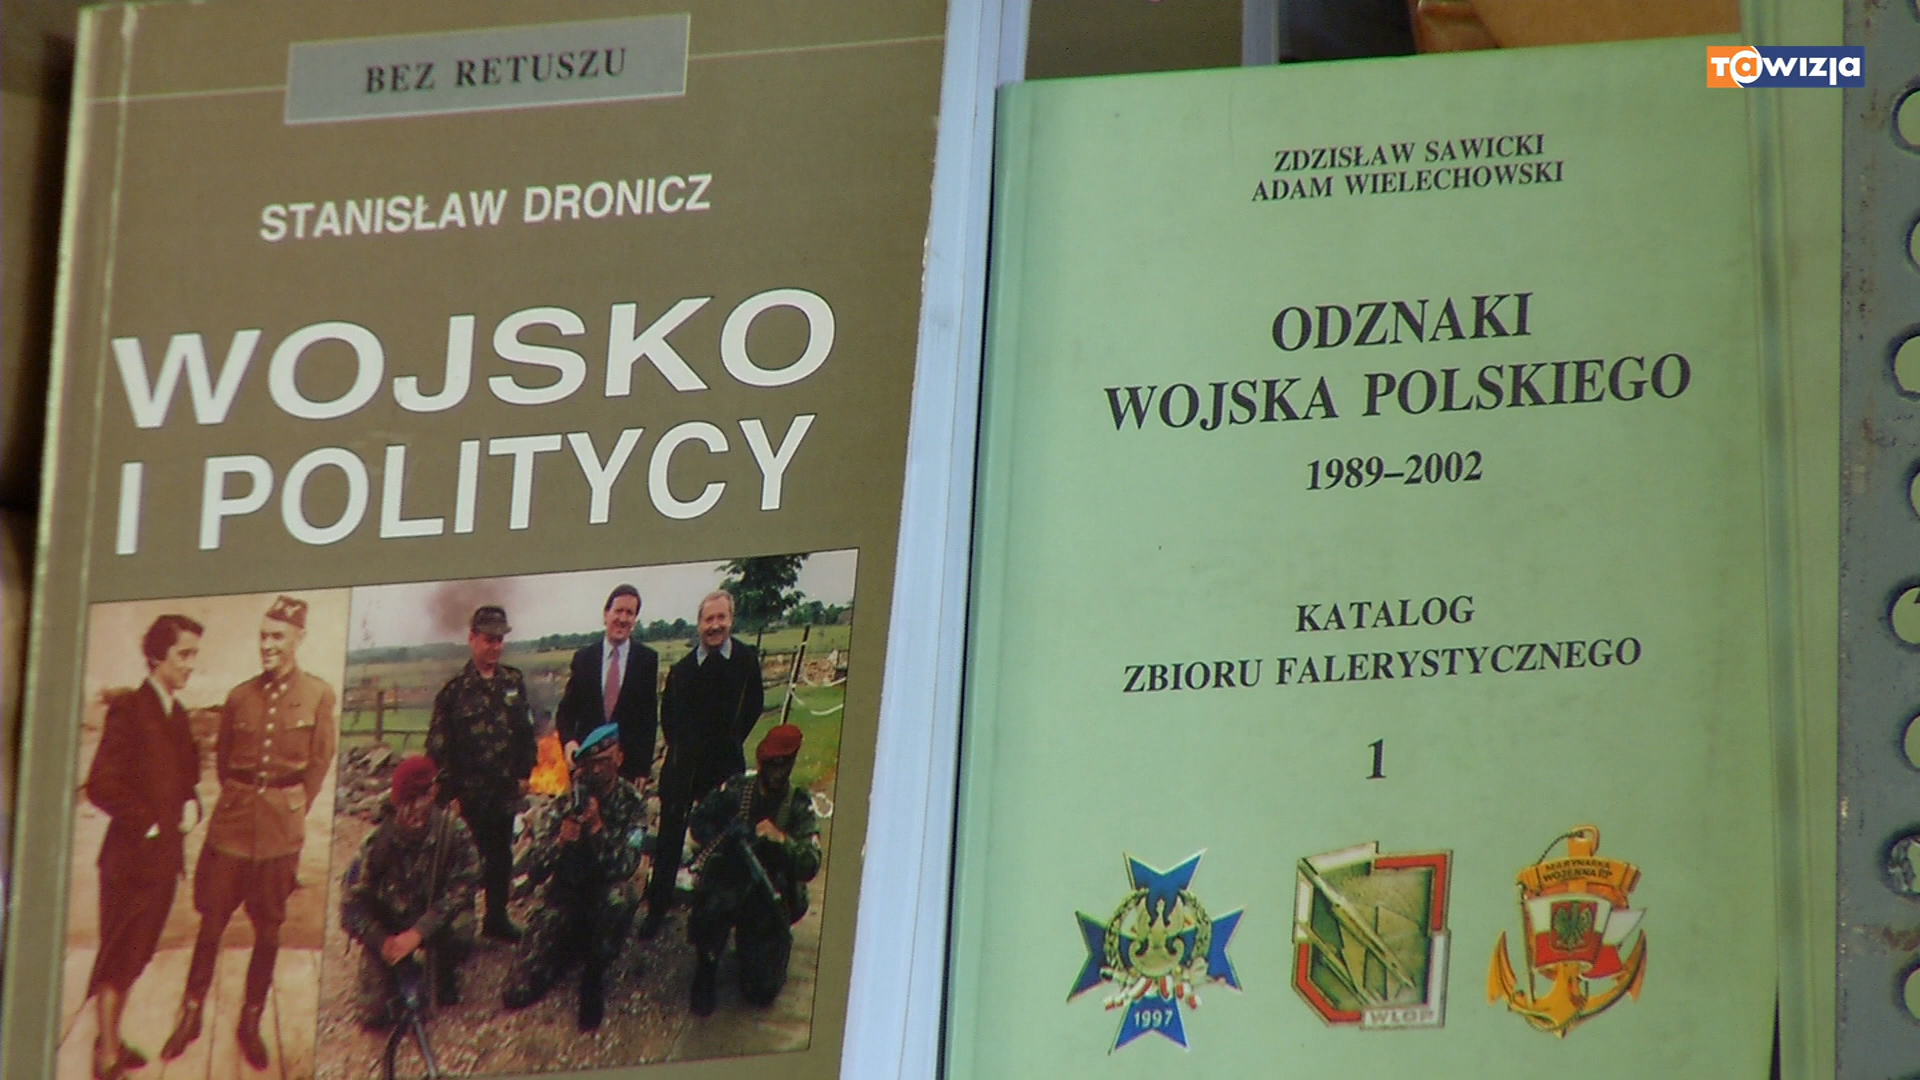 BEZ RETUSZU
STANISŁAW DRONICZ
WOJSKO
I POLITYCY
ZDZISŁAW SAWICKI
ADAM WIELECHOWSKI
ODZNAKI
WOJSKA POLSKIEGO
1989–2002
KATALOG
ZBIORU FALERYSTYCZNEGO
1
1997
WLOP
MARYNARKA
WOJENNA RP
TAWIZJA